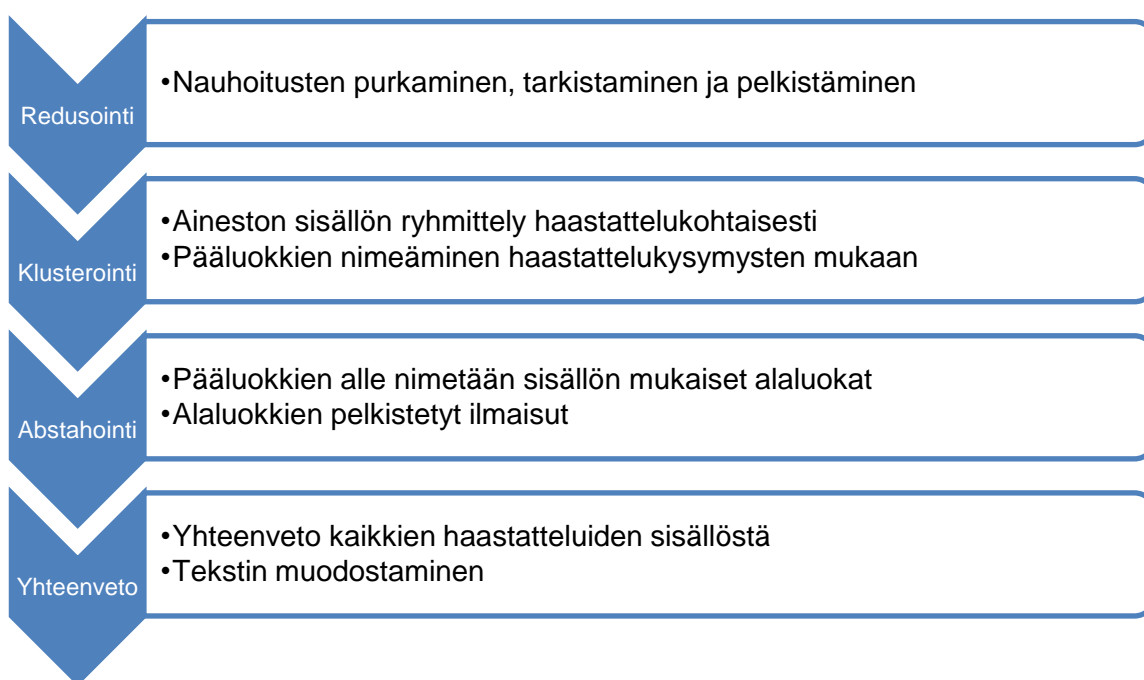 Redusointi
•Nauhoitusten purkaminen, tarkistaminen ja pelkistäminen
Klusterointi
•Aineston sisällön ryhmittely haastattelukohtaisesti
•Pääluokkien nimeäminen haastattelukysymysten mukaan
Abstahointi
•Pääluokkien alle nimetään sisällön mukaiset alaluokat
•Alaluokkien pelkistetyt ilmaisut
Yhteenveto
•Yhteenveto kaikkien haastatteluiden sisällöstä
•Tekstin muodostaminen